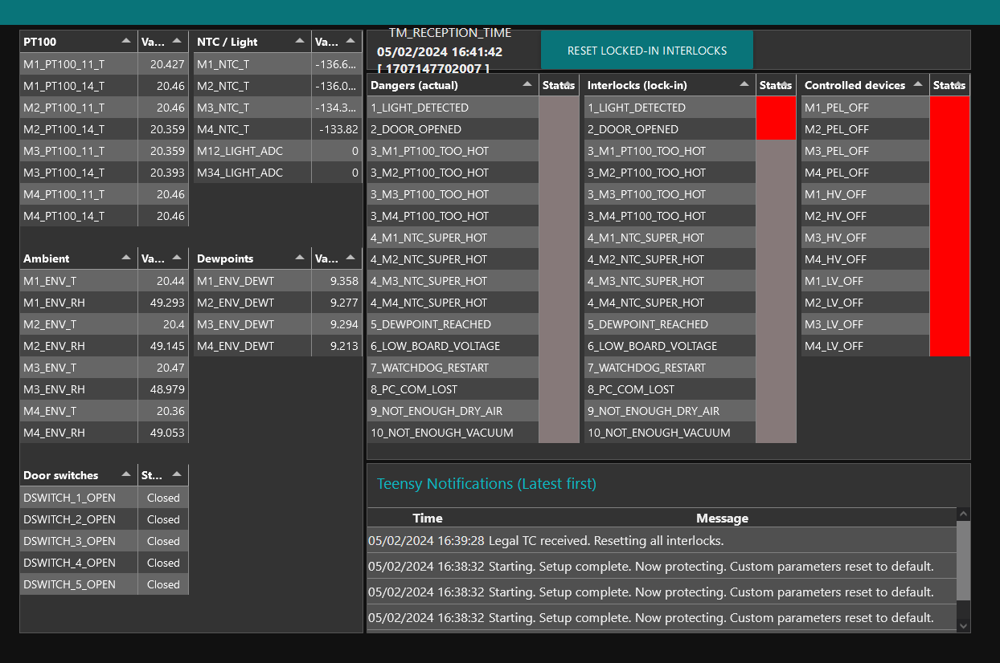 PT100 Va...
M1_PT100_11_T 20.427
M1_PT100_14_T 20.46
M2_PT100_11_T 20.46
M2_PT100_14_T 20.359
M3_PT100_11_T 20.359
M3_PT100_14_T 20.393
M4_PT100_11_T 20.46
M4_PT100_14_T 20.46
NTC / Light Va...
M1_NTC_T -136.6...
M2_NTC_T -136.0...
M3_NTC_T -134.3...
M4_NTC_T -133.82
M12_LIGHT_ADC 0
M34_LIGHT_ADC 0
Ambient Va...
M1_ENV_T 20.44
M1_ENV_RH 49.293
M2_ENV_T 20.4
M2_ENV_RH 49.145
M3_ENV_T 20.47
M3_ENV_RH 48.979
M4_ENV_T 20.36
M4_ENV_RH 49.053
Dewpoints Va...
M1_ENV_DEWT 9.358
M2_ENV_DEWT 9.277
M3_ENV_DEWT 9.294
M4_ENV_DEWT 9.213
Door switches St...
DSWITCH_1_OPEN Closed
DSWITCH_2_OPEN Closed
DSWITCH_3_OPEN Closed
DSWITCH_4_OPEN Closed
DSWITCH_5_OPEN Closed
TM_RECEPTION_TIME
05/02/2024 16:41:42
[ 1707147702007 ]
RESET LOCKED-IN INTERLOCKS
Dangers (actual) Status
1_LIGHT_DETECTED
2_DOOR_OPENED
3_M1_PT100_TOO_HOT
3_M2_PT100_TOO_HOT
3_M3_PT100_TOO_HOT
3_M4_PT100_TOO_HOT
4_M1_NTC_SUPER_HOT
4_M2_NTC_SUPER_HOT
4_M3_NTC_SUPER_HOT
4_M4_NTC_SUPER_HOT
5_DEWPOINT_REACHED
6_LOW_BOARD_VOLTAGE
7_WATCHDOG_RESTART
8_PC_COM_LOST
9_NOT_ENOUGH_DRY_AIR
10_NOT_ENOUGH_VACUUM
Interlocks (lock-in) Status
1_LIGHT_DETECTED
2_DOOR_OPENED
3_M1_PT100_TOO_HOT
3_M2_PT100_TOO_HOT
3_M3_PT100_TOO_HOT
3_M4_PT100_TOO_HOT
4_M1_NTC_SUPER_HOT
4_M2_NTC_SUPER_HOT
4_M3_NTC_SUPER_HOT
4_M4_NTC_SUPER_HOT
5_DEWPOINT_REACHED
6_LOW_BOARD_VOLTAGE
7_WATCHDOG_RESTART
8_PC_COM_LOST
9_NOT_ENOUGH_DRY_AIR
10_NOT_ENOUGH_VACUUM
Controlled devices Status
M1_PEL_OFF
M2_PEL_OFF
M3_PEL_OFF
M4_PEL_OFF
M1_HV_OFF
M2_HV_OFF
M3_HV_OFF
M4_HV_OFF
M1_LV_OFF
M2_LV_OFF
M3_LV_OFF
M4_LV_OFF
Teensy Notifications (Latest first)
Time Message
05/02/2024 16:39:28 Legal TC received. Resetting all interlocks.
05/02/2024 16:38:32 Starting. Setup complete. Now protecting. Custom parameters reset to default.
05/02/2024 16:38:32 Starting. Setup complete. Now protecting. Custom parameters reset to default.
05/02/2024 16:38:32 Starting. Setup complete. Now protecting. Custom parameters reset to default.